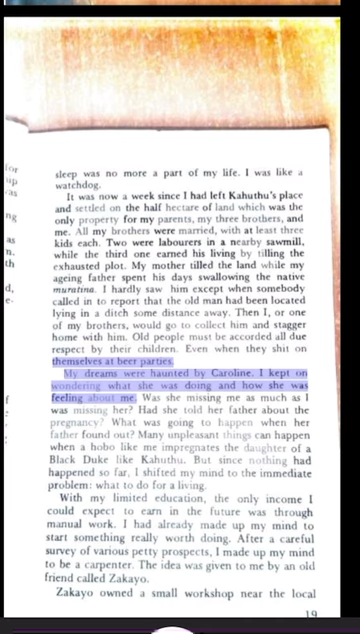 for
up
was
ng
as
n.
th
d,
e-
f
sleep was no more a part of my life. I was like a
watchdog.
It was now a week since I had left Kahuthu's place
and settled on the half hectare of land which was the
only property for my parents, my three brothers, and
me. All my brothers were married, with at least three
kids each. Two were labourers in a nearby sawmill,
while the third one earned his living by tilling the
exhausted plot. My mother tilled the land while my
ageing father spent his days swallowing the native
muratina. I hardly saw him except when somebody
called in to report that the old man had been located
lying in a ditch some distance away. Then I, or one
of my brothers, would go to collect him and stagger
home with him. Old people must be accorded all due
respect by their children. Even when they shit on
themselves at beer parties.
My dreams were haunted by Caroline. I kept on
wondering what she was doing and how she was
feeling about me. Was she missing me as much as I
was missing her? Had she told her father about the
pregnancy? What was going to happen when her
father found out? Many unpleasant things can happen
when a hobo like me impregnates the daughter of a
Black Duke like Kahuthu. But since nothing had
happened so far, I shifted my mind to the immediate
problem: what to do for a living.
With my limited education, the only income I
could expect to earn in the future was through
manual work. I had already made up my mind to
start something really worth doing. After a careful
survey of various petty prospects, I made up my mind
to be a carpenter. The idea was given to me by an old
friend called Zakayo.
Zakayo owned a small workshop near the local
19